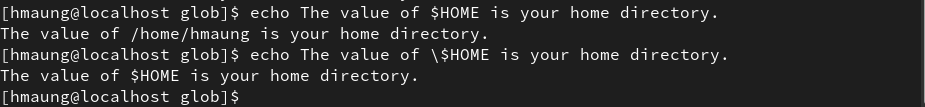 [hmaung@localhost glob]$ echo The value of $HOME is your home directory.
The value of /home/hmaung is your home directory.
[hmaung@localhost glob]$ echo The value of \$HOME is your home directory.
The value of $HOME is your home directory.
[hmaung@localhost glob]$